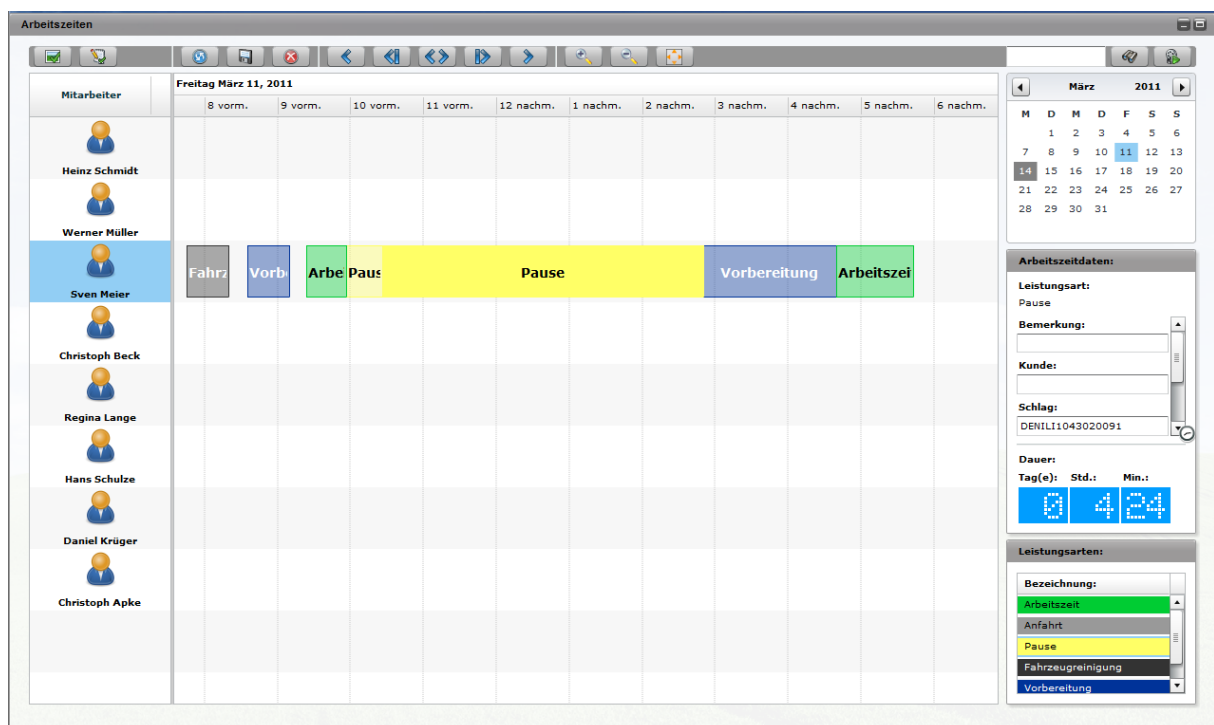 Arbeitszeiten
Mitarbeiter
Freitag März 11, 2011
8 vorm. 9 vorm. 10 vorm. 11 vorm. 12 nachm. 1 nachm. 2 nachm. 3 nachm. 4 nachm. 5 nachm. 6 nachm.
Heinz Schmidt
Werner Müller
Sven Meier
Fahrz Vorb Arbe Paus Pause Vorbereitung Arbeitszei
Christoph Beck
Regina Lange
Hans Schulze
Daniel Krüger
Christoph Apke
März 2011
M D M D F S S
1 2 3 4 5 6
7 8 9 10 11 12 13
14 15 16 17 18 19 20
21 22 23 24 25 26 27
28 29 30 31
Arbeitszeitdaten:
Leistungsart:
Pause
Bemerkung:
Kunde:
Schlag:
DENILI1043020091
Dauer:
Tag(e): Std.: Min.:
0 4 24
Leistungsarten:
Bezeichnung:
Arbeitszeit
Anfahrt
Pause
Fahrzeugreinigung
Vorbereitung